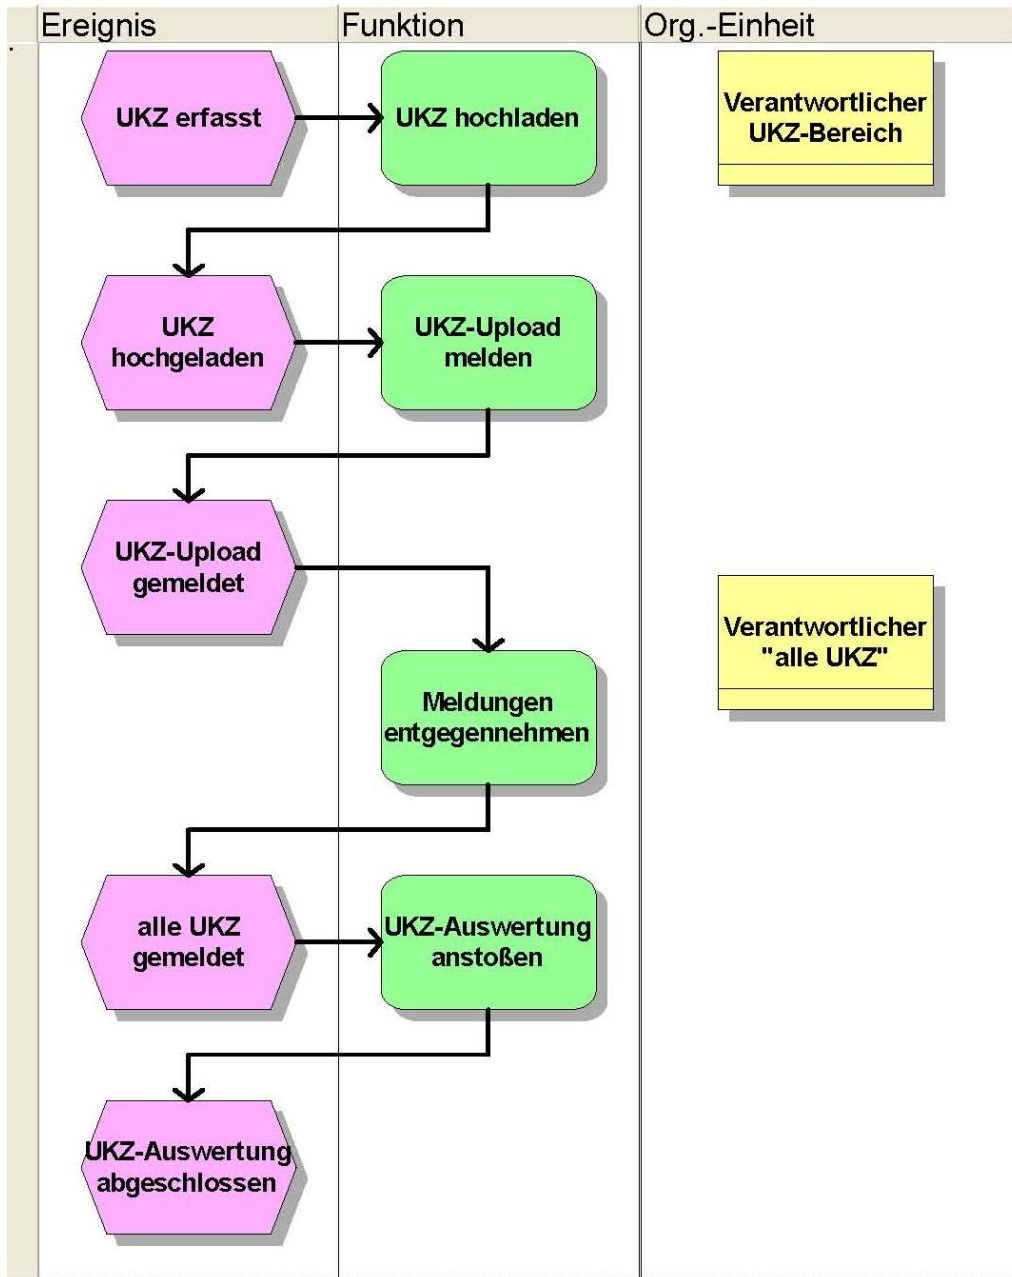 Ereignis
Funktion
Org.-Einheit
UKZ erfasst
UKZ hochladen
Verantwortlicher
UKZ-Bereich
UKZ
hochgeladen
UKZ-Upload
melden
UKZ-Upload
gemeldet
Verantwortlicher
"alle UKZ"
Meldungen
entgegennehmen
alle UKZ
gemeldet
UKZ-Auswertung
anstoßen
UKZ-Auswertung
abgeschlossen